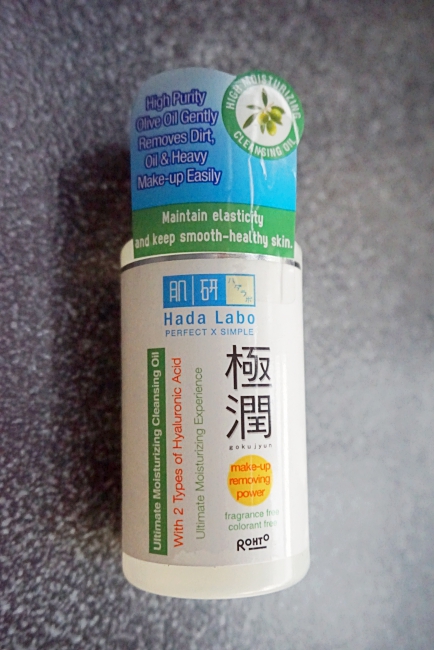 High Purity
Olive Oil Gently
Removes Dirt,
Oil & Heavy
Make-up Easily
HIGH MOISTURIZING
CLEANSING OIL
Maintain elasticity
and keep smooth-healthy skin.
肌研
Hada Labo
PERFECT X SIMPLE
Ultimate Moisturizing Cleansing Oil
With 2 Types of Hyaluronic Acid
Ultimate Moisturizing Experience
極
潤
gokujyun
make-up
removing
power
fragrance free
colorant free
ROHTO